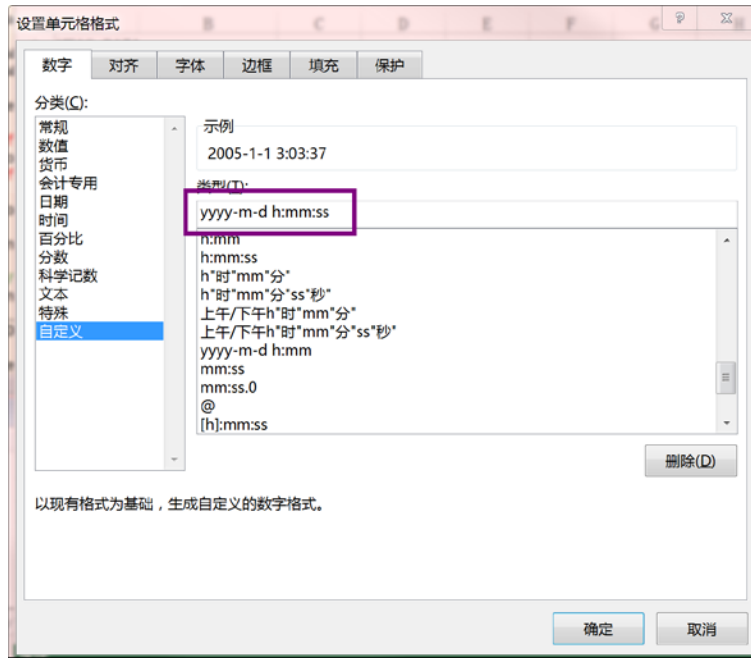 设置单元格格式
B C D E F G H
数字 对齐 字体 边框 填充 保护
分类(C):
常规
数值
货币
会计专用
日期
时间
百分比
分数
科学记数
文本
特殊
自定义
示例
2005-1-1 3:03:37
类型(T):
yyyy-m-d h:mm:ss
h:mm
h:mm:ss
h"时"mm"分"
h"时"mm"分"ss"秒"
上午/下午h"时"mm"分"
上午/下午h"时"mm"分"ss"秒"
yyyy-m-d h:mm
mm:ss
mm:ss.0
@
[h]:mm:ss
删除(D)
以现有格式为基础，生成自定义的数字格式。
确定 取消